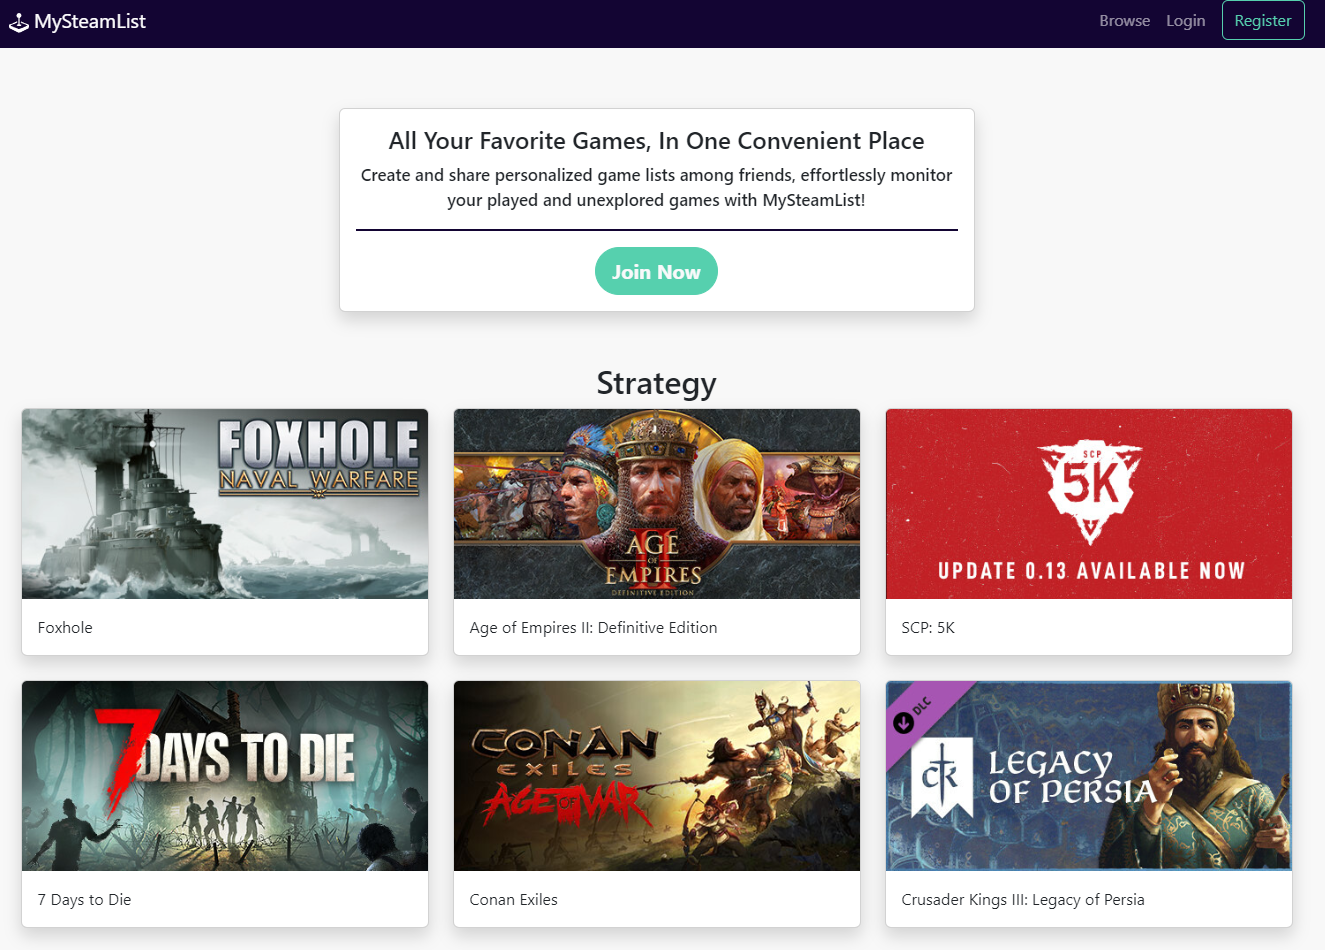 MySteamList
Browse Login Register
All Your Favorite Games, In One Convenient Place
Create and share personalized game lists among friends, effortlessly monitor
your played and unexplored games with MySteamList!
Join Now
Strategy
FOXHOLE
NAVAL WARFARE
Foxhole
AGE
OF
EMPIRES
II
DEFINITIVE EDITION
Age of Empires II: Definitive Edition
SCP
5K
UPDATE 0.13 AVAILABLE NOW
SCP: 5K
7 DAYS TO DIE
7 Days to Die
CONAN
EXILES
AGE OF WAR
Conan Exiles
DLC
CK
LEGACY
OF PERSIA
Crusader Kings III: Legacy of Persia